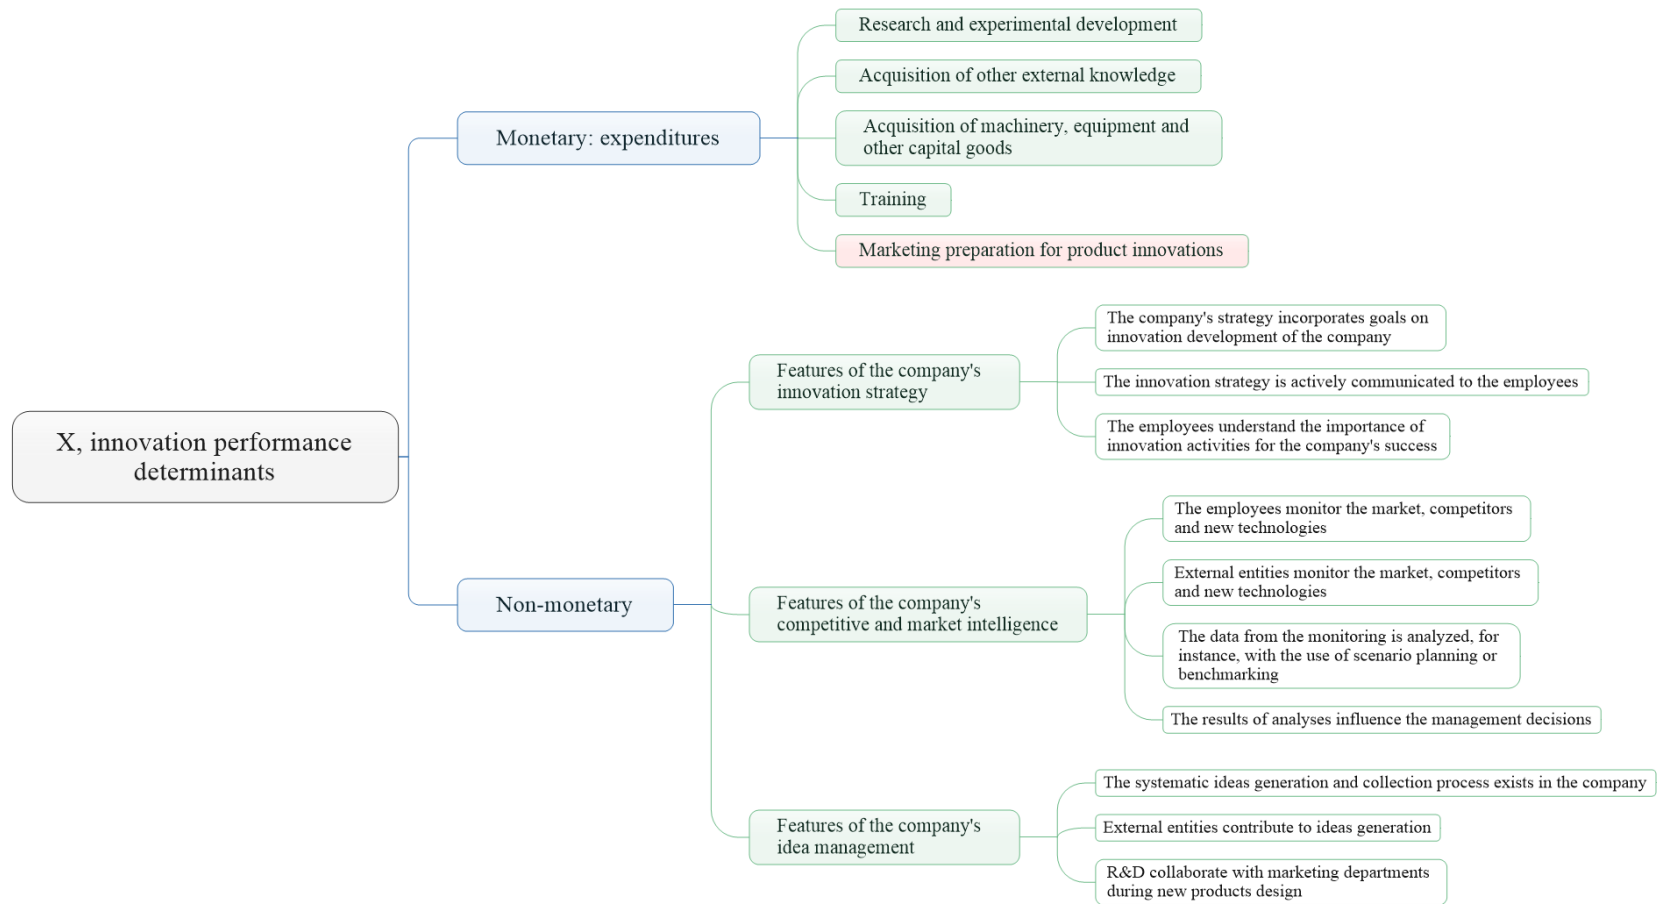 Research and experimental development
Acquisition of other external knowledge
Monetary: expenditures
Acquisition of machinery, equipment and
other capital goods
Training
Marketing preparation for product innovations
X, innovation performance
determinants
Non-monetary
Features of the company's
innovation strategy
The company's strategy incorporates goals on
innovation development of the company
The innovation strategy is actively communicated to the employees
The employees understand the importance of
innovation activities for the company's success
Features of the company's
competitive and market intelligence
The employees monitor the market, competitors
and new technologies
External entities monitor the market, competitors
and new technologies
The data from the monitoring is analyzed, for
instance, with the use of scenario planning or
benchmarking
The results of analyses influence the management decisions
Features of the company's
idea management
The systematic ideas generation and collection process exists in the company
External entities contribute to ideas generation
R&D collaborate with marketing departments
during new products design